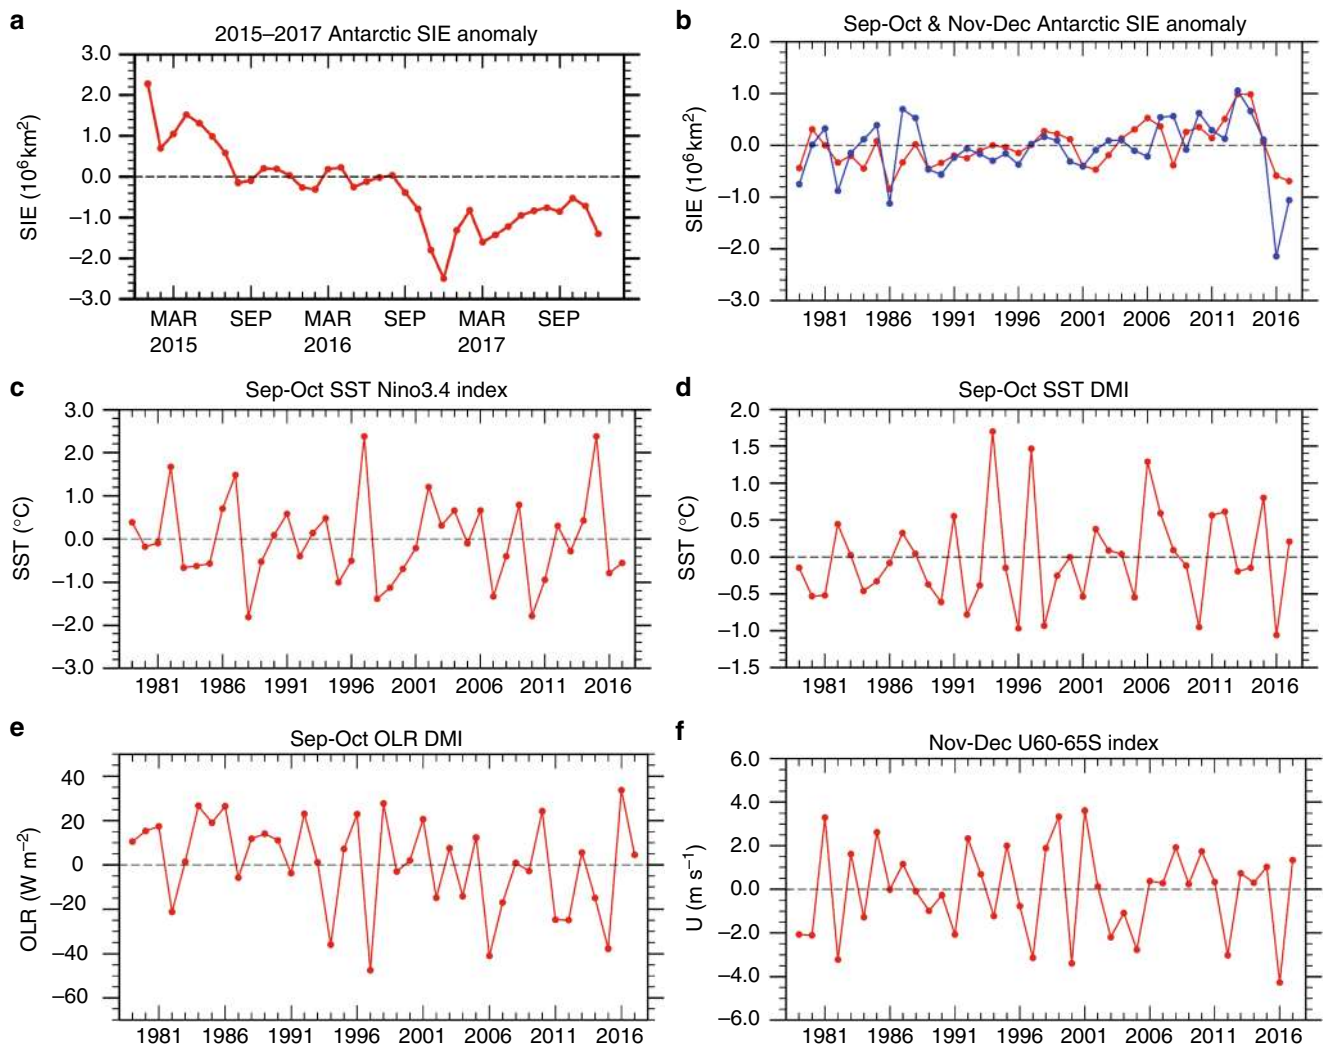 a
2015–2017 Antarctic SIE anomaly
3.0
2.0
1.0
0.0
–1.0
–2.0
–3.0
SIE (10⁶km²)
MAR SEP MAR SEP MAR SEP
2015 2016 2017
b
Sep-Oct & Nov-Dec Antarctic SIE anomaly
2.0
1.0
0.0
–1.0
–2.0
–3.0
SIE (10⁶km²)
1981 1986 1991 1996 2001 2006 2011 2016
c
Sep-Oct SST Nino3.4 index
3.0
2.0
1.0
0.0
–1.0
–2.0
–3.0
SST (°C)
1981 1986 1991 1996 2001 2006 2011 2016
d
Sep-Oct SST DMI
2.0
1.5
1.0
0.5
0.0
–0.5
–1.0
–1.5
SST (°C)
1981 1986 1991 1996 2001 2006 2011 2016
e
Sep-Oct OLR DMI
40
20
0
–20
–40
–60
OLR (W m⁻²)
1981 1986 1991 1996 2001 2006 2011 2016
f
Nov-Dec U60-65S index
6.0
4.0
2.0
0.0
–2.0
–4.0
–6.0
U (m s⁻¹)
1981 1986 1991 1996 2001 2006 2011 2016